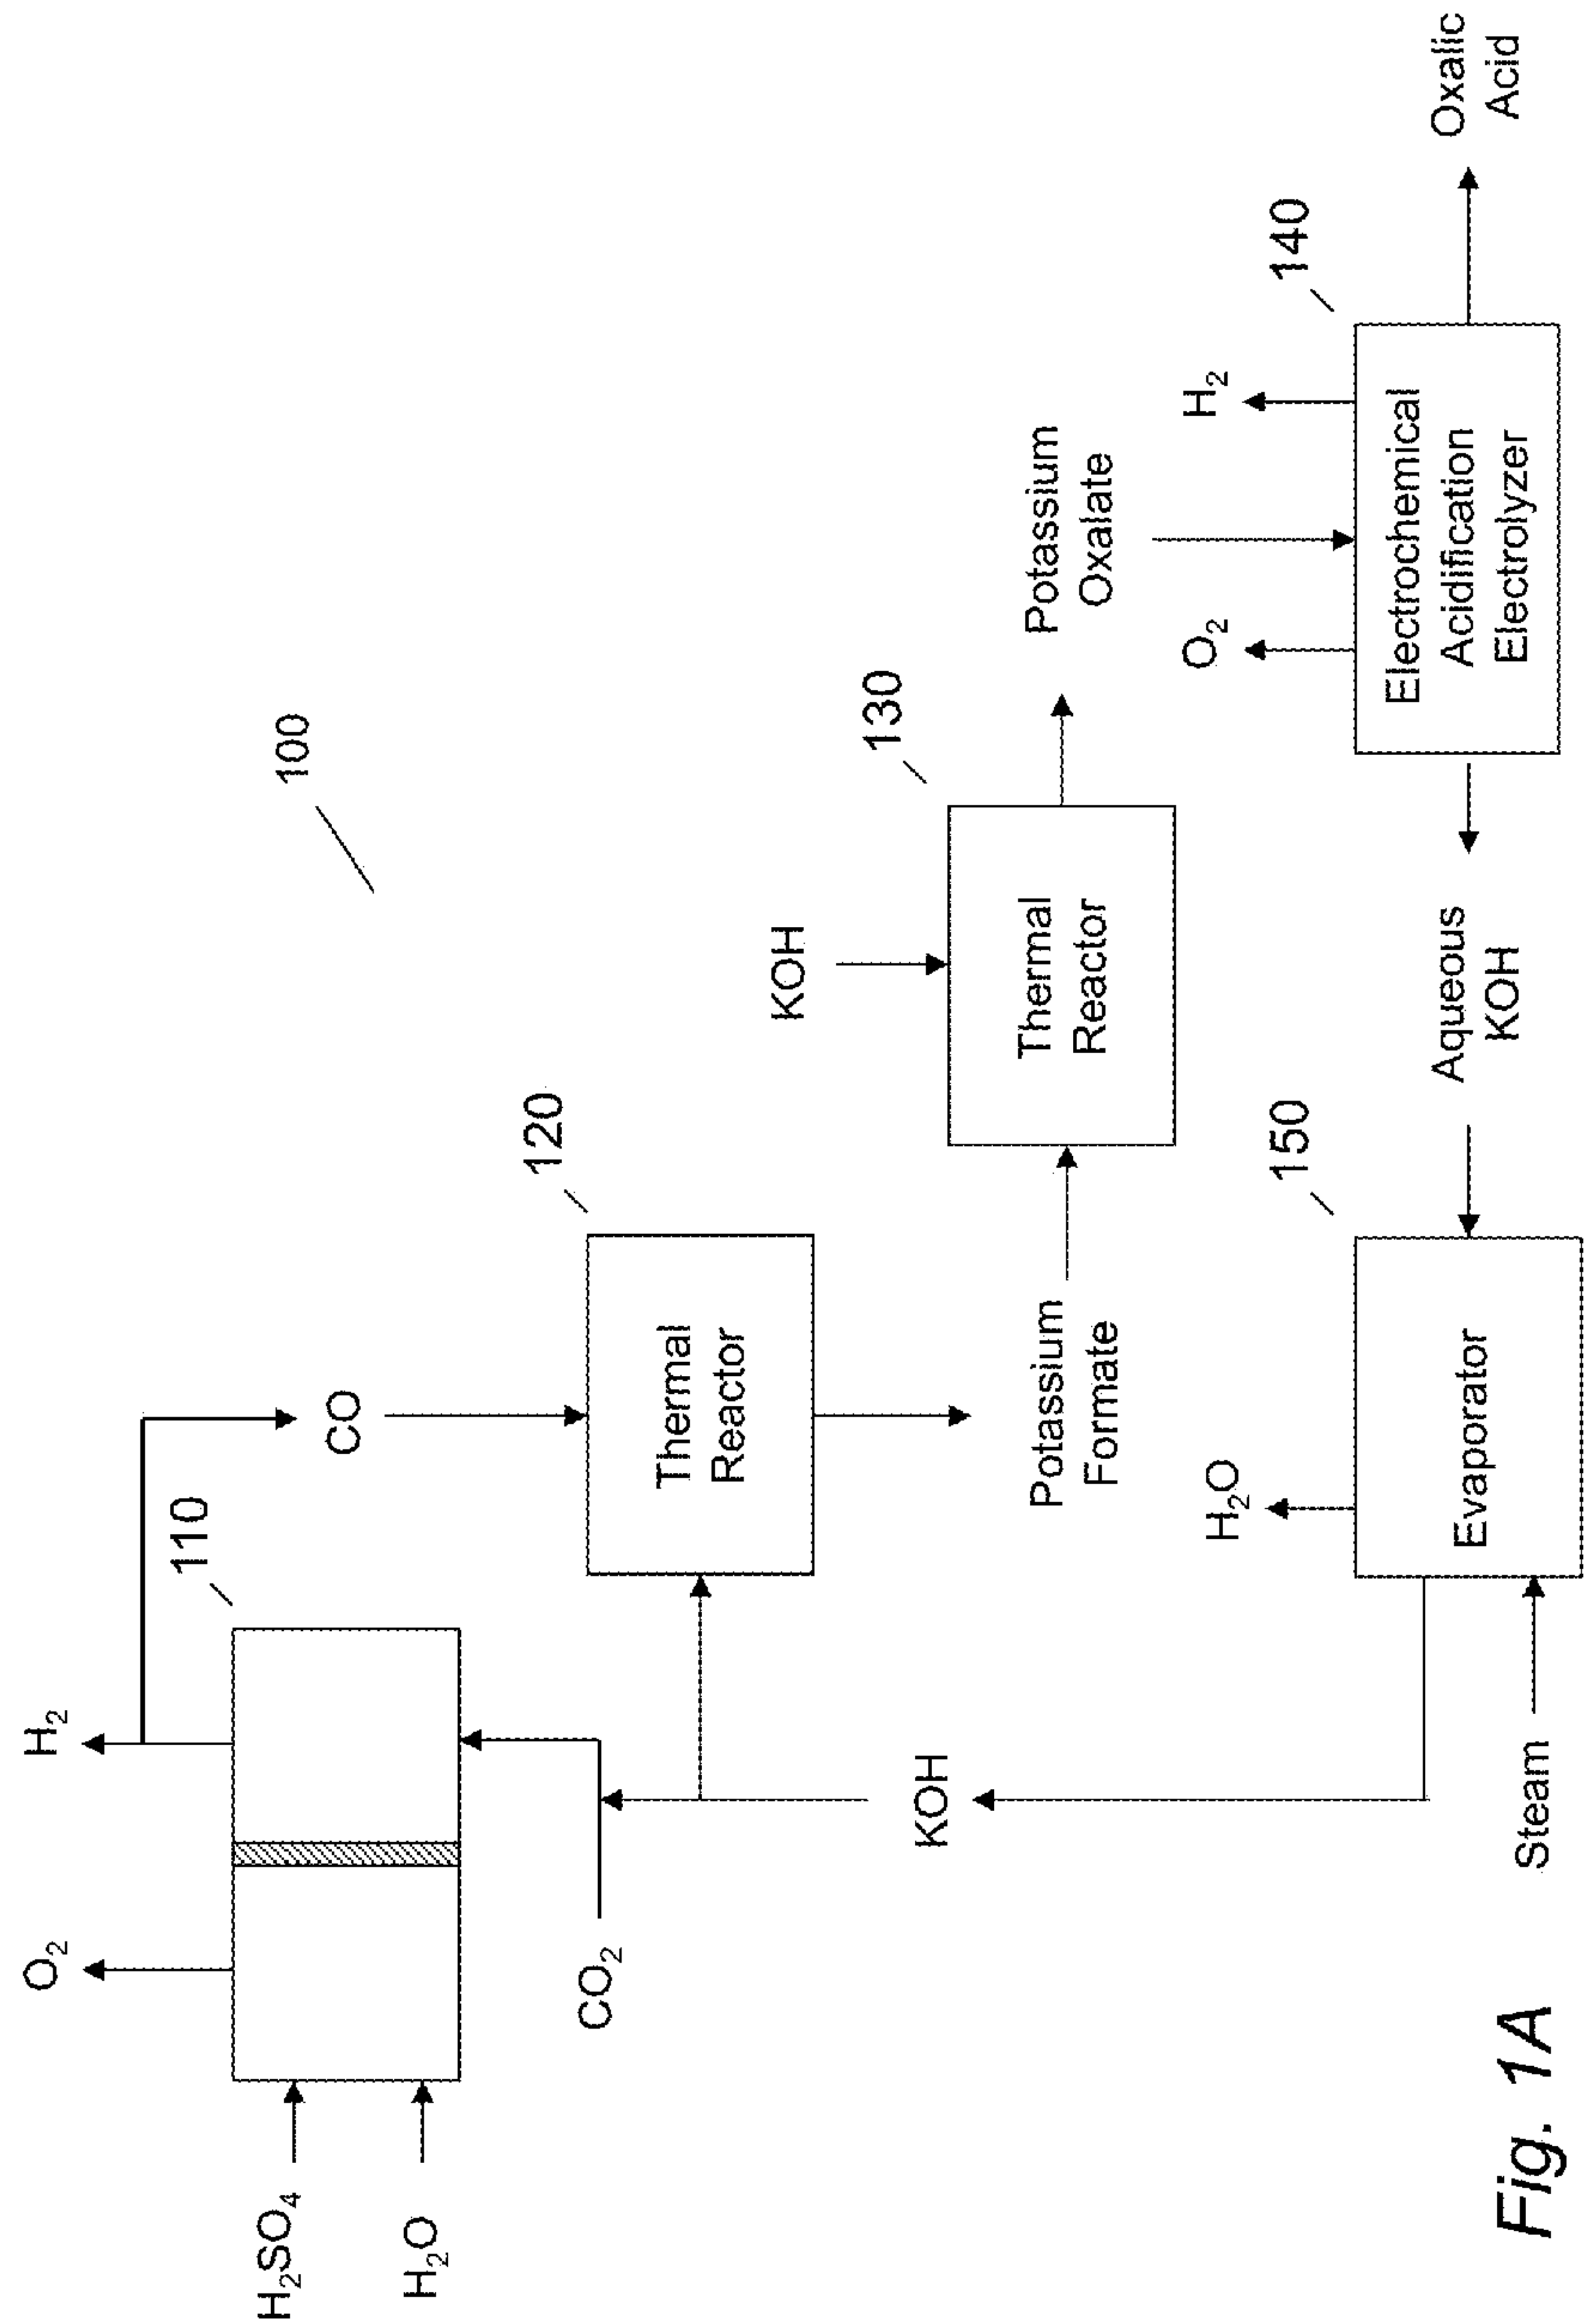 O2
H2
100
H2SO4
H2O
110
CO
CO2
120
Thermal
Reactor
KOH
130
KOH
Thermal
Reactor
Potassium
Formate
Potassium
Oxalate
H2O
150
O2
H2
140
Steam
Evaporator
Aqueous
KOH
Electrochemical
Acidification
Electrolyzer
Oxalic
Acid
Fig. 1A